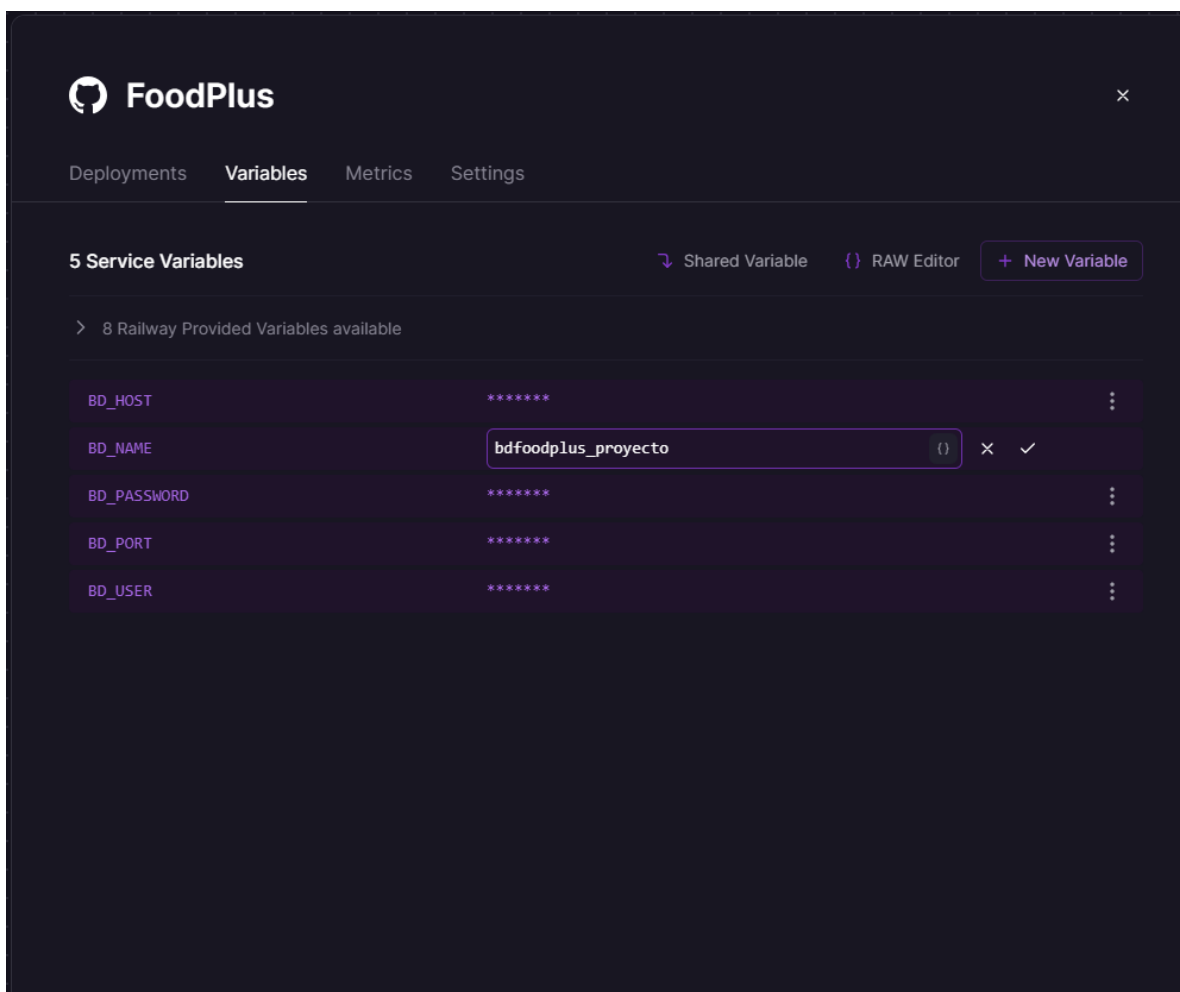 FoodPlus
Deployments Variables Metrics Settings
5 Service Variables Shared Variable {} RAW Editor + New Variable
8 Railway Provided Variables available
BD_HOST *******
BD_NAME bdfoodplus_proyecto {}
BD_PASSWORD *******
BD_PORT *******
BD_USER *******